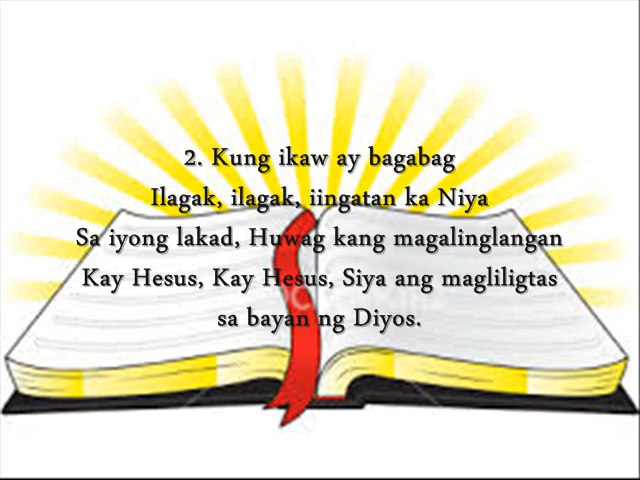 2. Kung ikaw ay bagabag
Ilagak, ilagak, iingatan ka Niya
Sa iyong lakad, Huwag kang magalinglangan
Kay Hesus, Kay Hesus, Siya ang magliligtas
sa bayan ng Diyos.